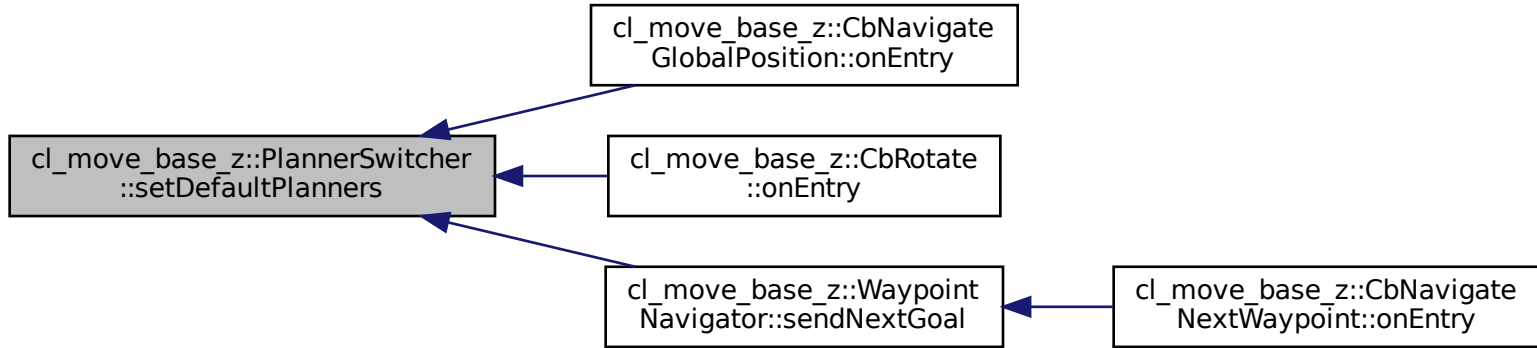 cl_move_base_z::CbNavigate
GlobalPosition::onEntry
cl_move_base_z::PlannerSwitcher
::setDefaultPlanners
cl_move_base_z::CbRotate
::onEntry
cl_move_base_z::Waypoint
Navigator::sendNextGoal
cl_move_base_z::CbNavigate
NextWaypoint::onEntry